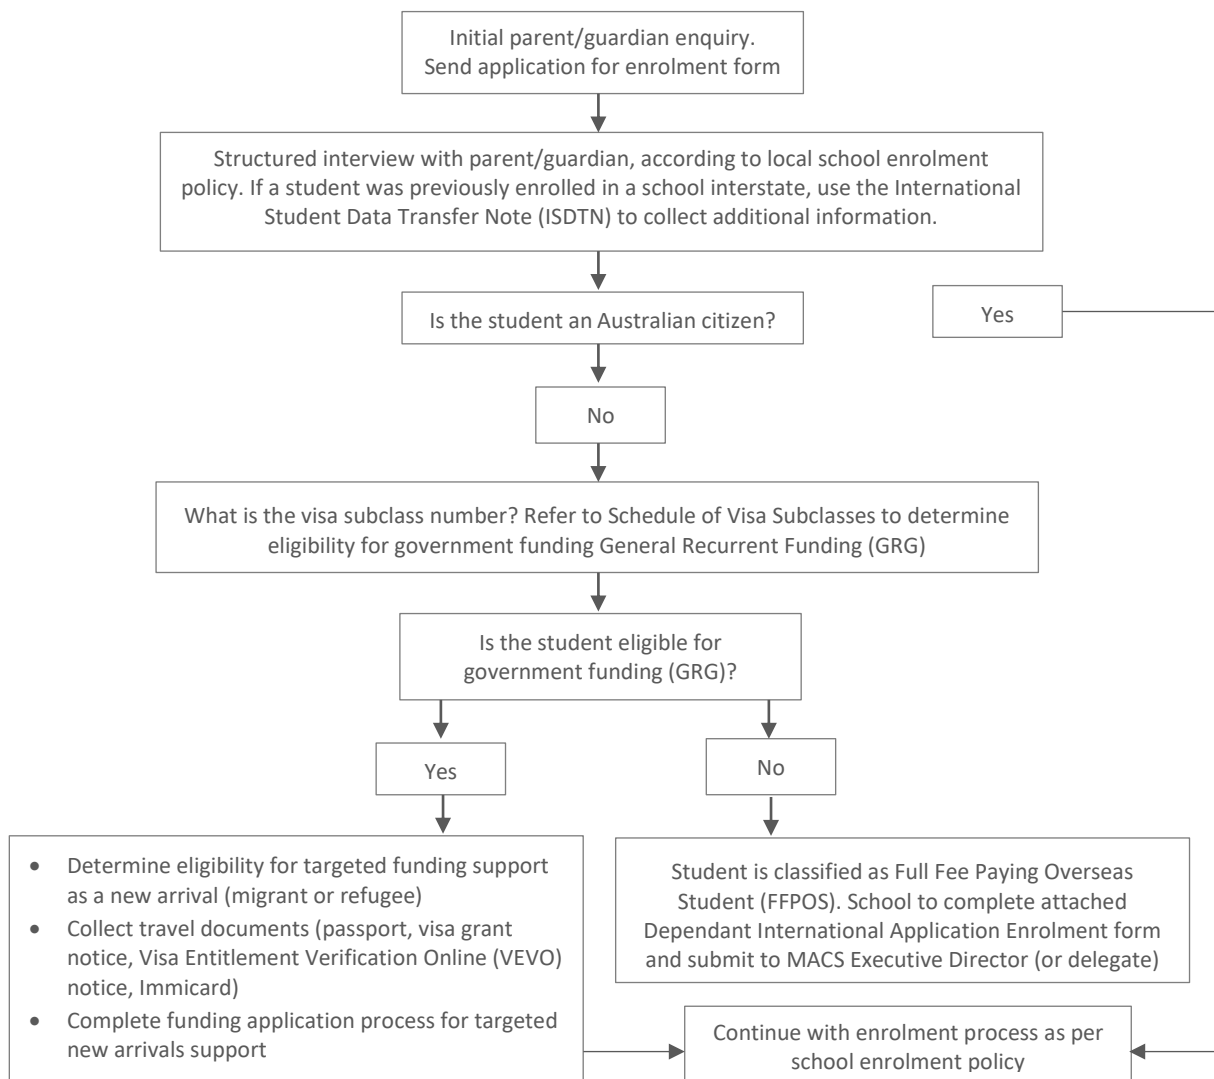 Initial parent/guardian enquiry.
Send application for enrolment form
Structured interview with parent/guardian, according to local school enrolment
policy. If a student was previously enrolled in a school interstate, use the International
Student Data Transfer Note (ISDTN) to collect additional information.
Is the student an Australian citizen?
Yes
No
What is the visa subclass number? Refer to Schedule of Visa Subclasses to determine
eligibility for government funding General Recurrent Funding (GRG)
Is the student eligible for
government funding (GRG)?
Yes
No
• Determine eligibility for targeted funding support
as a new arrival (migrant or refugee)
• Collect travel documents (passport, visa grant
notice, Visa Entitlement Verification Online (VEVO)
notice, Immicard)
• Complete funding application process for targeted
new arrivals support
Student is classified as Full Fee Paying Overseas
Student (FFPOS). School to complete attached
Dependant International Application Enrolment form
and submit to MACS Executive Director (or delegate)
Continue with enrolment process as per
school enrolment policy